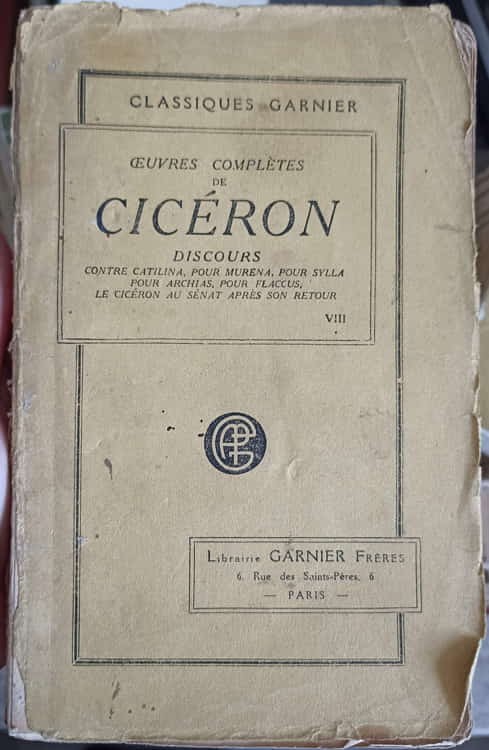 CLASSIQUES GARNIER
ŒUVRES COMPLÈTES
DE
CICÉRON
DISCOURS
CONTRE CATILINA, POUR MURENA, POUR SYLLA
POUR ARCHIAS, POUR FLACCUS,
LE CICÉRON AU SÉNAT APRÈS SON RETOUR
VIII
Librairie GARNIER FRÈRES
6, Rue des Saints-Pères, 6
— PARIS —